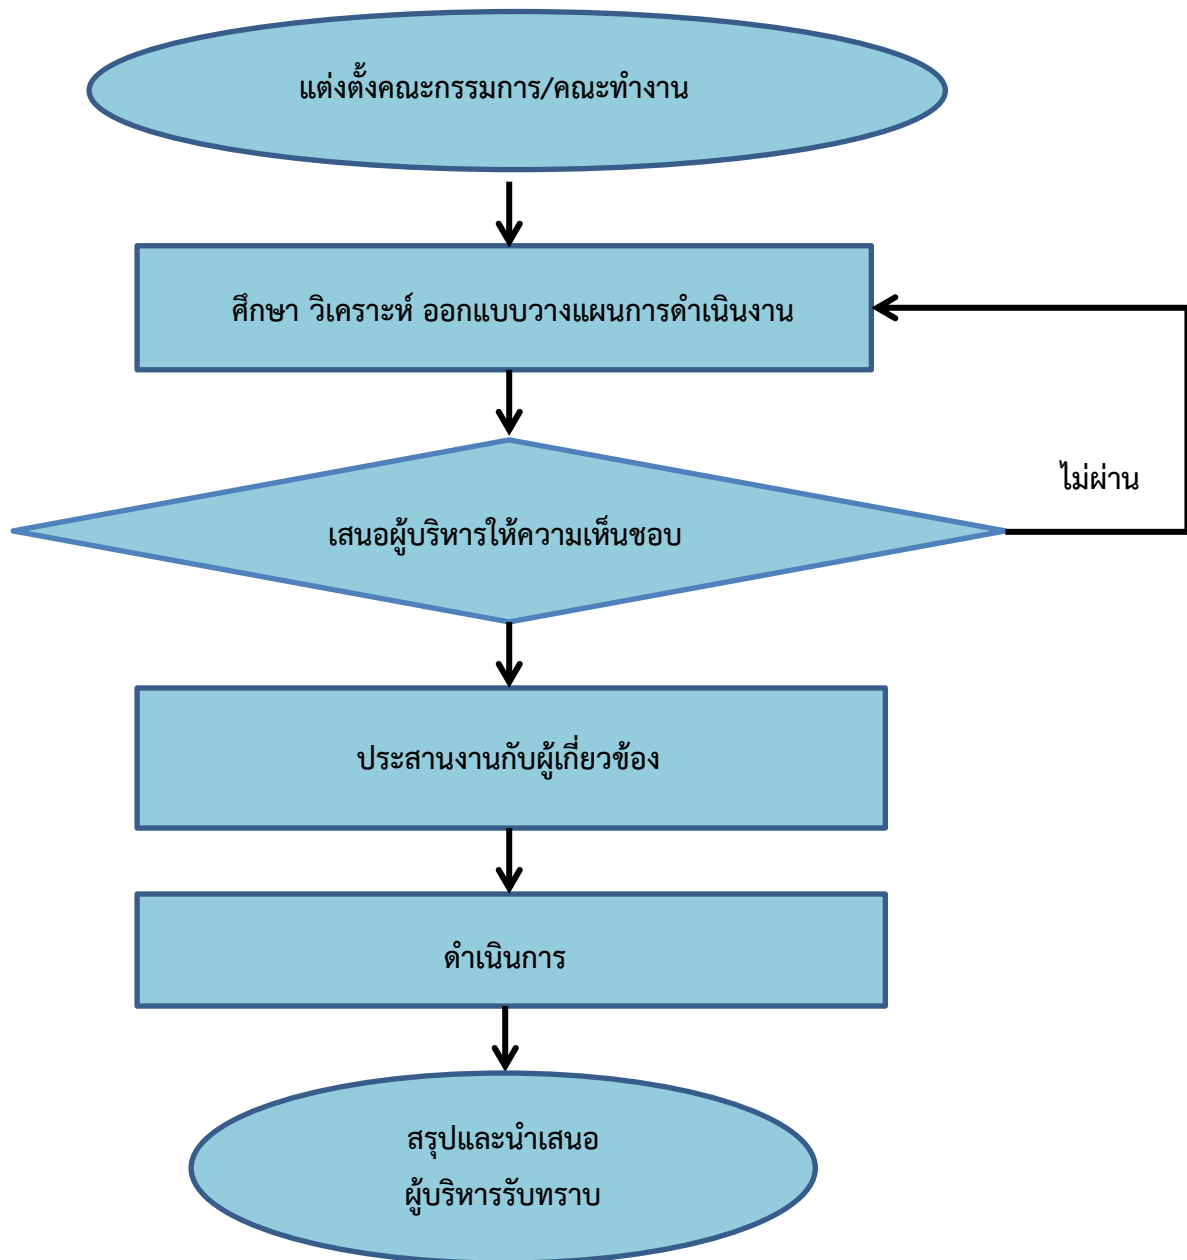 แต่งตั้งคณะกรรมการ/คณะทำงาน
ศึกษา วิเคราะห์ ออกแบบวางแผนการดำเนินงาน
ไม่ผ่าน
เสนอผู้บริหารให้ความเห็นชอบ
ประสานงานกับผู้เกี่ยวข้อง
ดำเนินการ
สรุปและนำเสนอ
ผู้บริหารรับทราบ